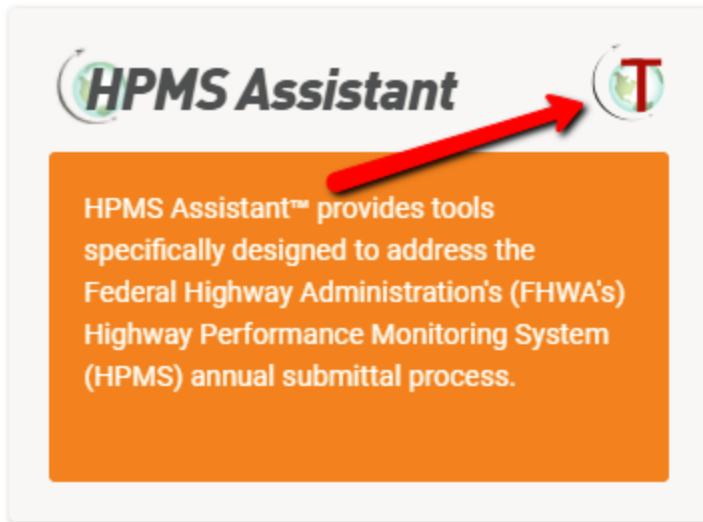 HPMS Assistant
T
HPMS Assistant™ provides tools
specifically designed to address the
Federal Highway Administration's (FHWA's)
Highway Performance Monitoring System
(HPMS) annual submittal process.